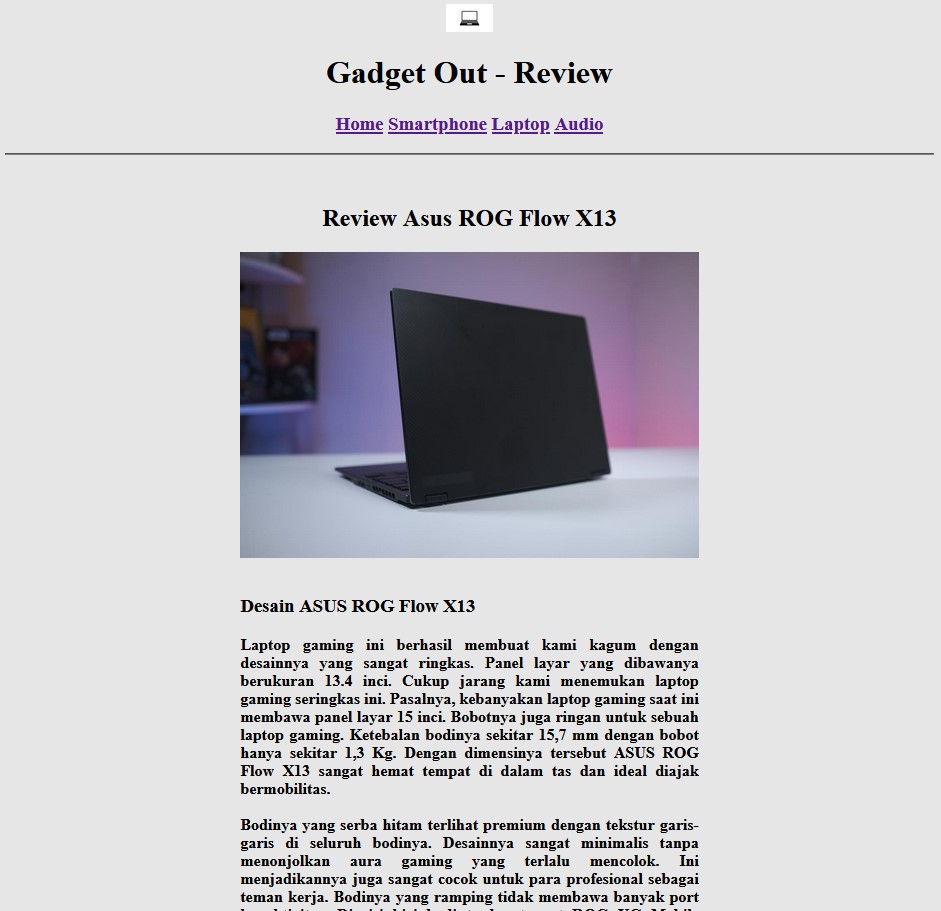 Gadget Out - Review
Home Smartphone Laptop Audio
Review Asus ROG Flow X13
Desain ASUS ROG Flow X13
Laptop gaming ini berhasil membuat kami kagum dengan
desainnya yang sangat ringkas. Panel layar yang dibawanya
berukuran 13.4 inci. Cukup jarang kami menemukan laptop
gaming seringkas ini. Pasalnya, kebanyakan laptop gaming saat ini
membawa panel layar 15 inci. Bobotnya juga ringan untuk sebuah
laptop gaming. Ketebalan bodinya sekitar 15,7 mm dengan bobot
hanya sekitar 1,3 Kg. Dengan dimensinya tersebut ASUS ROG
Flow X13 sangat hemat tempat di dalam tas dan ideal diajak
bermobilitas.
Bodinya yang serba hitam terlihat premium dengan tekstur garis-
garis di seluruh bodinya. Desainnya sangat minimalis tanpa
menonjolkan aura gaming yang terlalu mencolok. Ini
menjadikannya juga sangat cocok untuk para profesional sebagai
teman kerja. Bodinya yang ramping tidak membawa banyak port